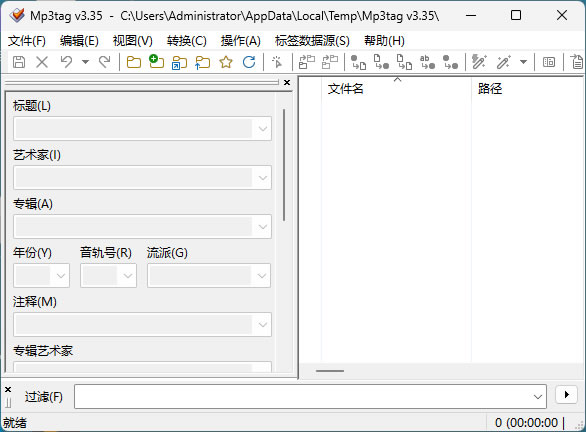 Mp3tag v3.35 - C:\Users\Administrator\AppData\Local\Temp\Mp3tag v3.35\
文件(F) 编辑(E) 视图(V) 转换(C) 操作(A) 标签数据源(S) 帮助(H)
标题(L)
文件名 路径
艺术家(I)
专辑(A)
年份(Y) 音轨号(R) 流派(G)
注释(M)
专辑艺术家
过滤(F)
就绪 0 (00:00:00